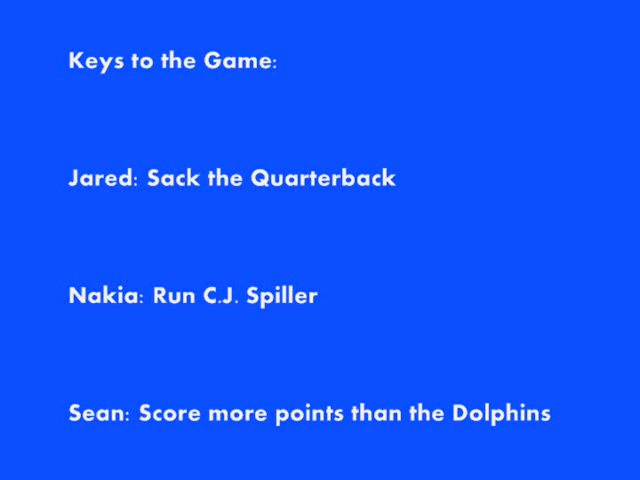 Keys to the Game:
Jared: Sack the Quarterback
Nakia: Run C.J. Spiller
Sean: Score more points than the Dolphins